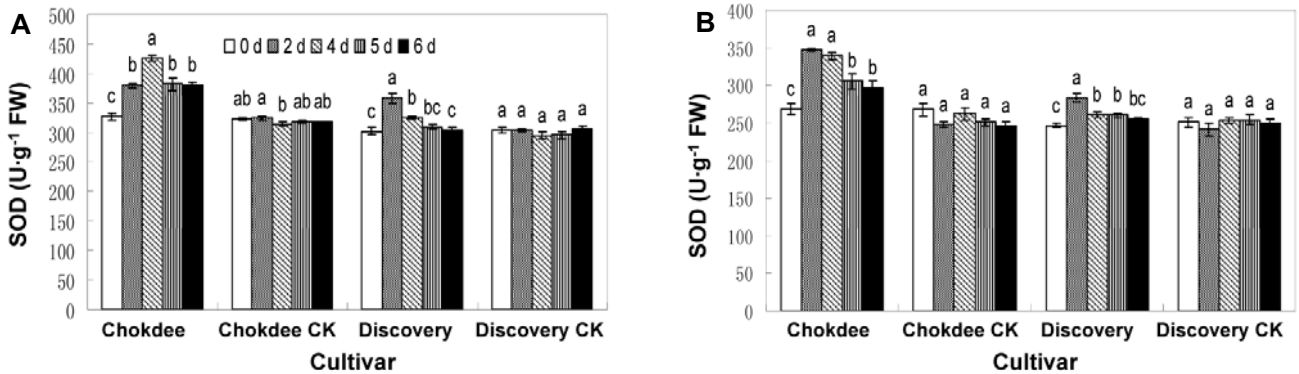 A
500
450
400
350
300
250
200
150
100
50
0
SOD (U·g-1 FW)
0 d 2 d 4 d 5 d 6 d
c b a b b
ab a b ab ab
c a b bc c
a a a a a
Chokdee Chokdee CK Discovery Discovery CK
Cultivar
B
400
350
300
250
200
150
100
50
0
SOD (U·g-1 FW)
c a a b b
a a a a a
c a b b bc
a a a a a
Chokdee Chokdee CK Discovery Discovery CK
Cultivar